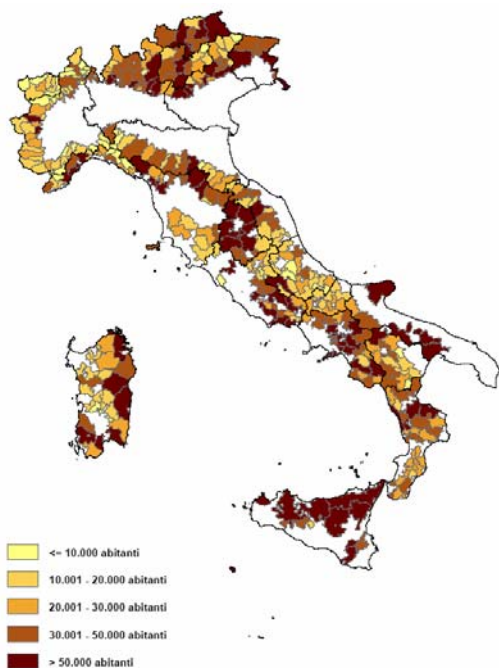 <= 10.000 abitanti
10.001 - 20.000 abitanti
20.001 - 30.000 abitanti
30.001 - 50.000 abitanti
> 50.000 abitanti